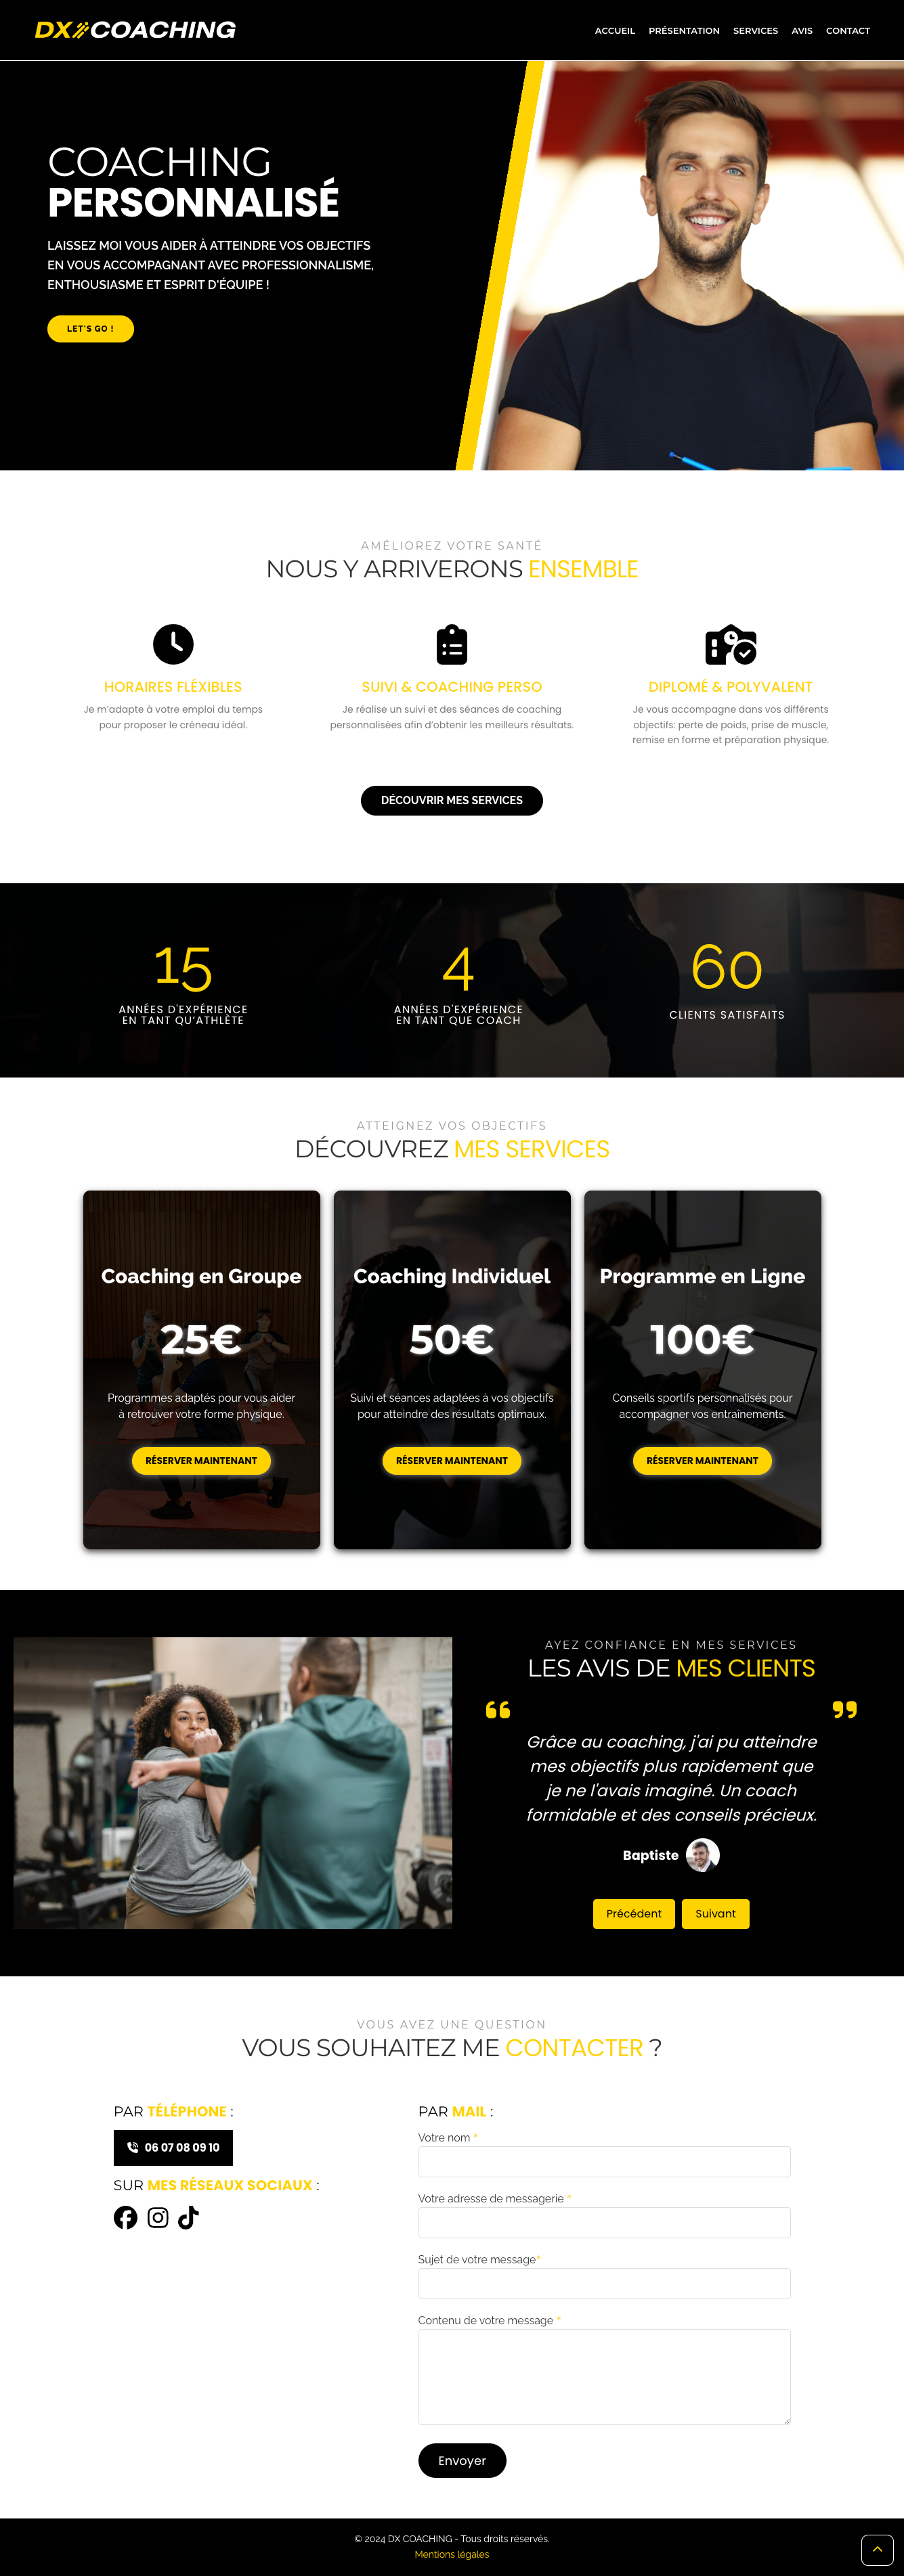 DX COACHING
ACCUEIL PRÉSENTATION SERVICES AVIS CONTACT
COACHING
PERSONNALISÉ
LAISSEZ MOI VOUS AIDER À ATTEINDRE VOS OBJECTIFS
EN VOUS ACCOMPAGNANT AVEC PROFESSIONNALISME,
ENTHOUSIASME ET ESPRIT D'ÉQUIPE !
LET'S GO !
AMÉLIOREZ VOTRE SANTÉ
NOUS Y ARRIVERONS ENSEMBLE
HORAIRES FLÉXIBLES
Je m'adapte à votre emploi du temps
pour proposer le créneau idéal.
SUIVI & COACHING PERSO
Je réalise un suivi et des séances de coaching
personnalisées afin d'obtenir les meilleurs résultats.
DIPLOMÉ & POLYVALENT
Je vous accompagne dans vos différents
objectifs: perte de poids, prise de muscle,
remise en forme et préparation physique.
DÉCOUVRIR MES SERVICES
15
ANNÉES D'EXPÉRIENCE
EN TANT QU'ATHLÈTE
4
ANNÉES D'EXPÉRIENCE
EN TANT QUE COACH
60
CLIENTS SATISFAITS
ATTEIGNEZ VOS OBJECTIFS
DÉCOUVREZ MES SERVICES
Coaching en Groupe
25€
Programmes adaptés pour vous aider
à retrouver votre forme physique.
RÉSERVER MAINTENANT
Coaching Individuel
50€
Suivi et séances adaptées à vos objectifs
pour atteindre des résultats optimaux.
RÉSERVER MAINTENANT
Programme en Ligne
100€
Conseils sportifs personnalisés pour
accompagner vos entraînements.
RÉSERVER MAINTENANT
AYEZ CONFIANCE EN MES SERVICES
LES AVIS DE MES CLIENTS
Grâce au coaching, j'ai pu atteindre
mes objectifs plus rapidement que
je ne l'avais imaginé. Un coach
formidable et des conseils précieux.
Baptiste
Précédent Suivant
VOUS AVEZ UNE QUESTION
VOUS SOUHAITEZ ME CONTACTER ?
PAR TÉLÉPHONE :
06 07 08 09 10
SUR MES RÉSEAUX SOCIAUX :
PAR MAIL :
Votre nom *
Votre adresse de messagerie *
Sujet de votre message*
Contenu de votre message *
Envoyer
© 2024 DX COACHING - Tous droits réservés.
Mentions légales